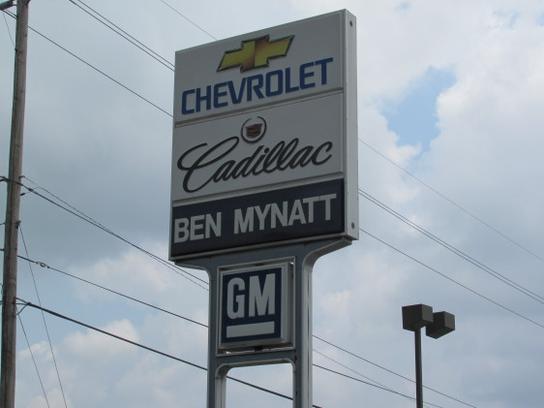 CHEVROLET
Cadillac
BEN MYNATT
GM